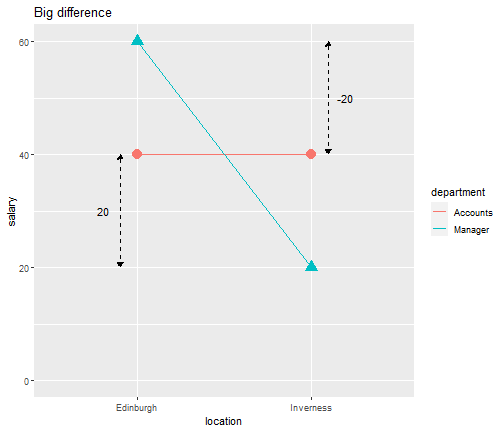 Big difference
60
40
20
0
salary
-20
20
Edinburgh
Inverness
location
department
Accounts
Manager